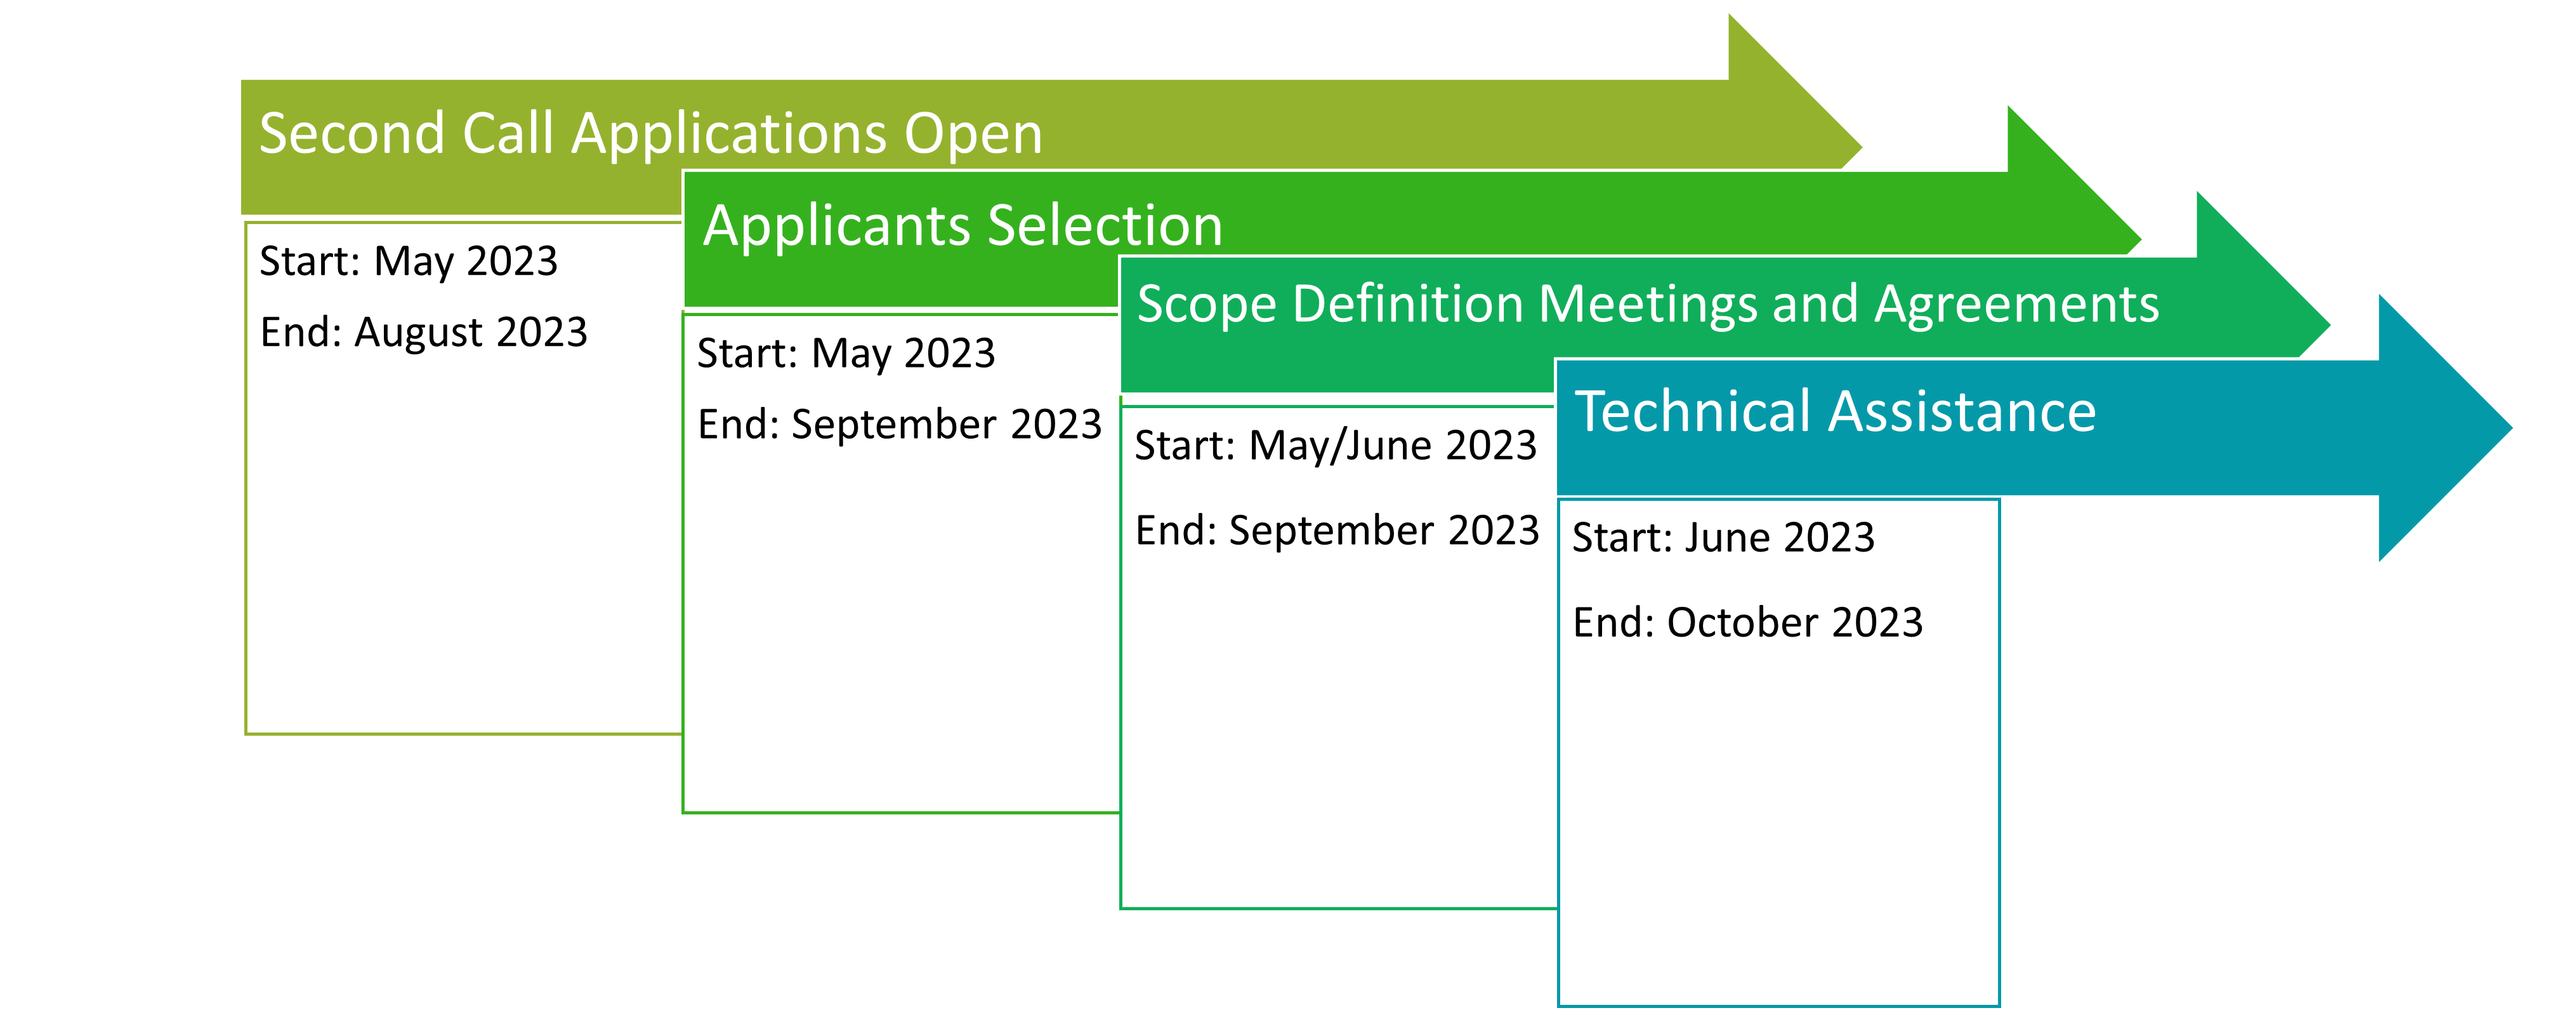 Second Call Applications Open
Start: May 2023
End: August 2023
Applicants Selection
Start: May 2023
End: September 2023
Scope Definition Meetings and Agreements
Start: May/June 2023
End: September 2023
Technical Assistance
Start: June 2023
End: October 2023